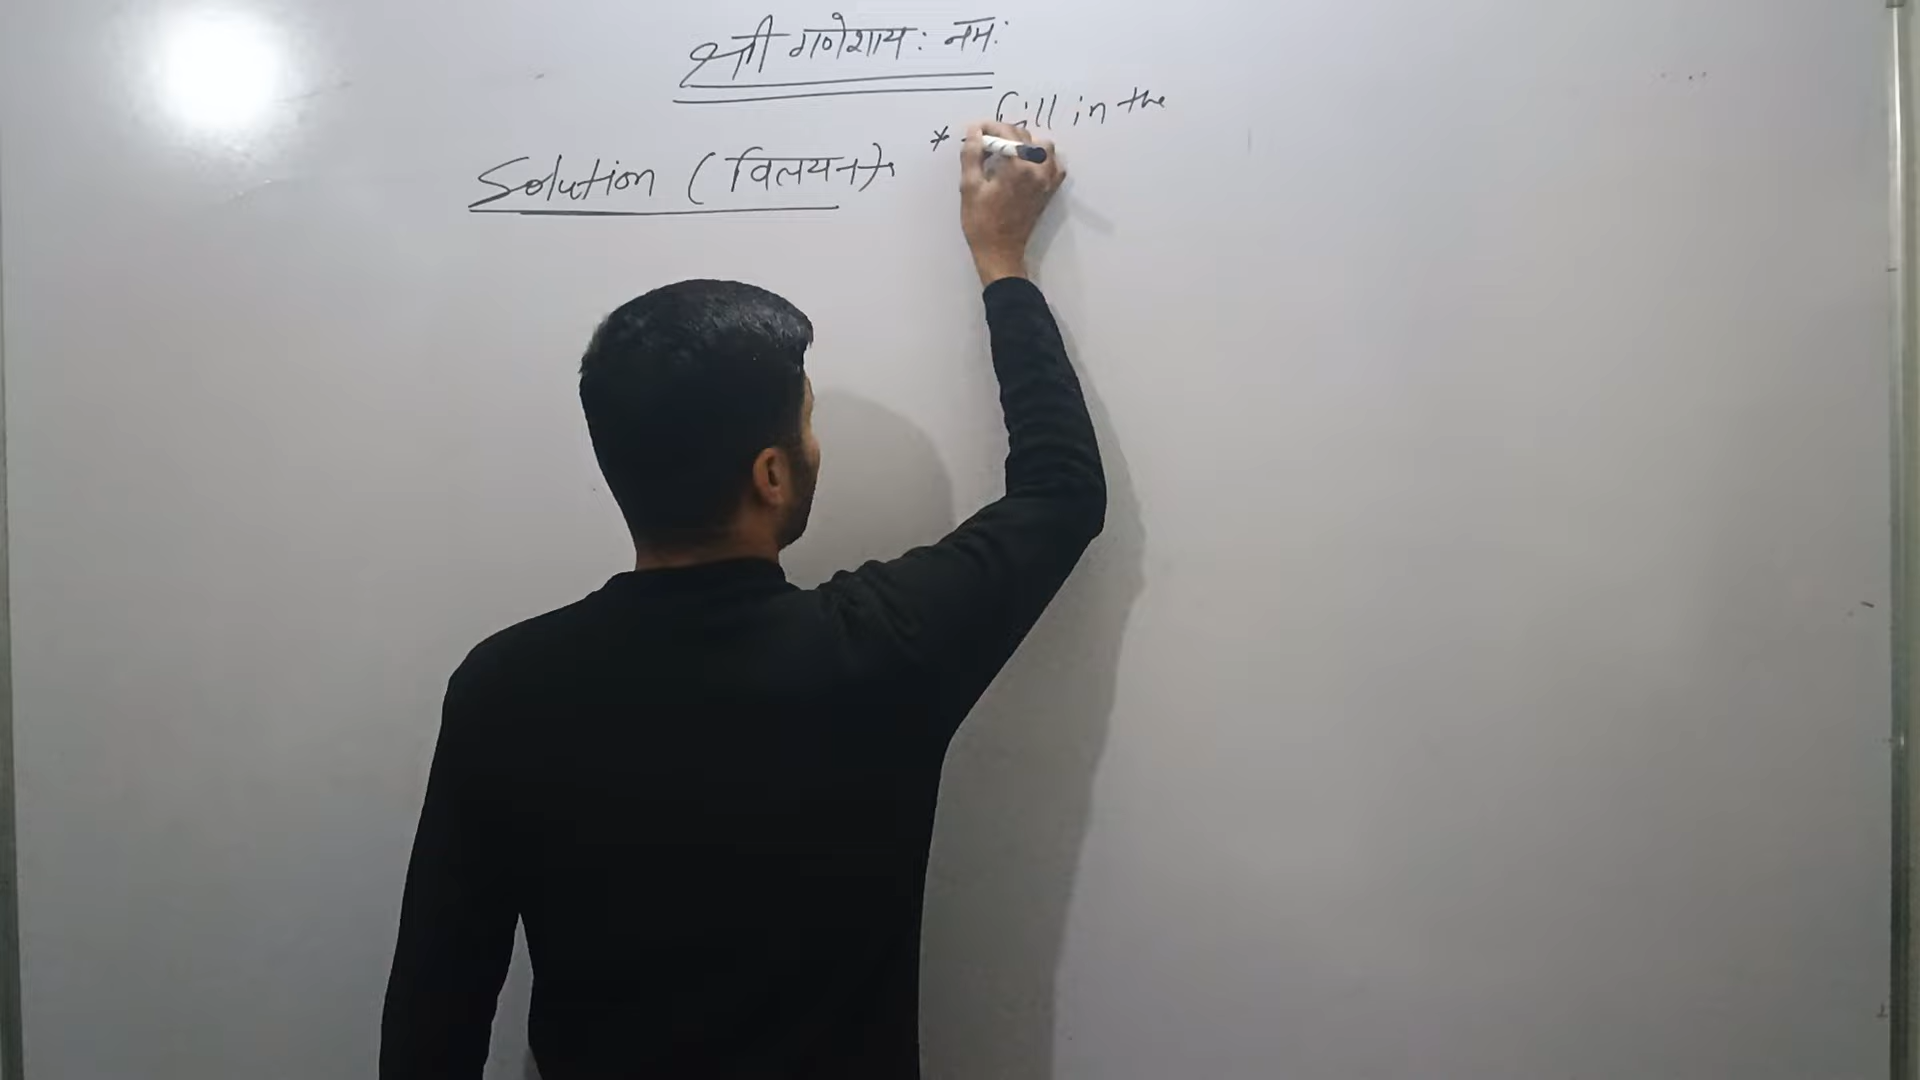 श्री गणेशाय: नम:
Solution (विलयन)
* fill in the